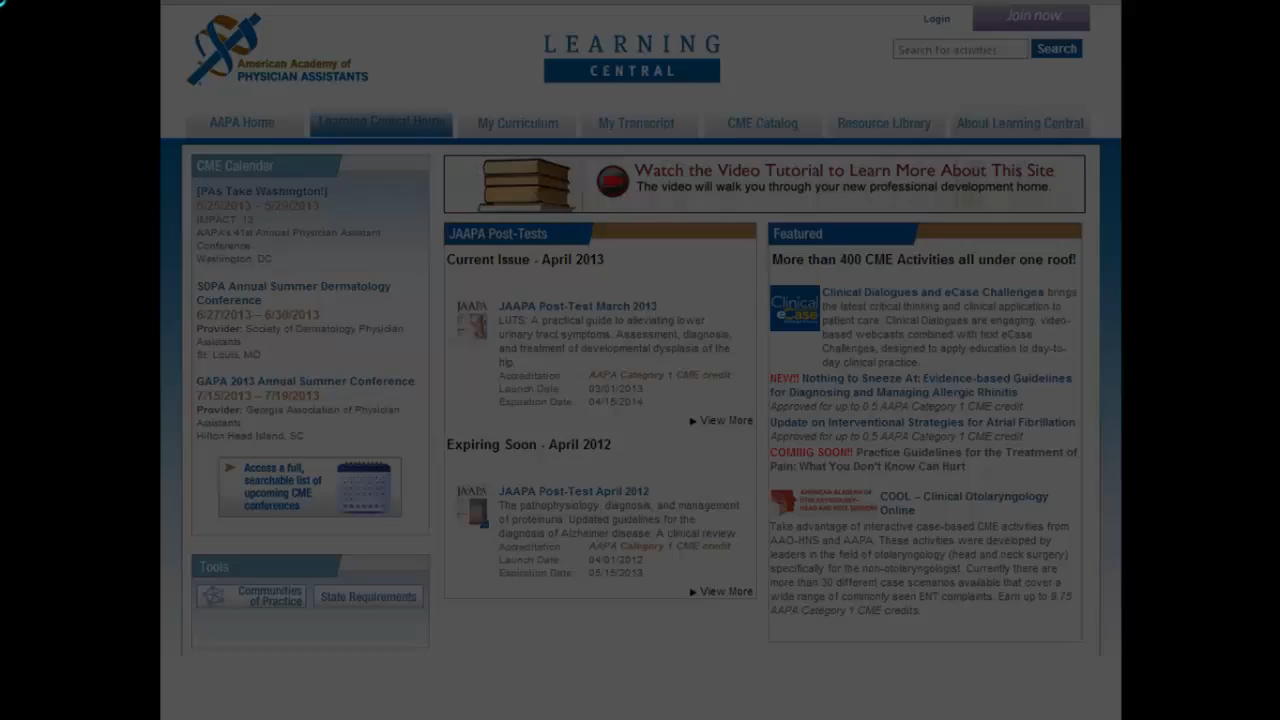 American Academy of
PHYSICIAN ASSISTANTS
LEARNING
CENTRAL
Login
Join now
Search for activities
Search
AAPA Home
Learning Central Home
My Curriculum
My Transcript
CME Catalog
Resource Library
About Learning Central
CME Calendar
[PAs Take Washington!]
5/25/2013 – 5/29/2013
IMPACT 13
AAPA's 41st Annual Physician Assistant
Conference
Washington, DC
SDPA Annual Summer Dermatology
Conference
6/27/2013 – 6/30/2013
Provider: Society of Dermatology Physician
Assistants
St. Louis, MO
GAPA 2013 Annual Summer Conference
7/15/2013 – 7/19/2013
Provider: Georgia Association of Physician
Assistants
Hilton Head Island, SC
Access a full,
searchable list of
upcoming CME
conferences
Tools
Communities
of Practice
State Requirements
Watch the Video Tutorial to Learn More About This Site
The video will walk you through your new professional development home.
JAAPA Post-Tests
Current Issue - April 2013
JAAPA
JAAPA Post-Test March 2013
LUTS: A practical guide to alleviating lower
urinary tract symptoms. Assessment, diagnosis,
and treatment of developmental dysplasia of the
hip.
Accreditation AAPA Category 1 CME credit
Launch Date 03/01/2013
Expiration Date 04/15/2014
View More
Expiring Soon - April 2012
JAAPA
JAAPA Post-Test April 2012
The pathophysiology, diagnosis, and management
of proteinuria. Updated guidelines for the
diagnosis of Alzheimer disease: A clinical review
Accreditation AAPA Category 1 CME credit
Launch Date 04/01/2012
Expiration Date 05/15/2013
View More
Featured
More than 400 CME Activities all under one roof!
Clinical
eCase
Clinical Dialogues and eCase Challenges brings
the latest critical thinking and clinical application to
patient care. Clinical Dialogues are engaging, video-
based webcasts combined with text eCase
Challenges, designed to apply education to day-to-
day clinical practice.
NEW!! Nothing to Sneeze At: Evidence-based Guidelines
for Diagnosing and Managing Allergic Rhinitis
Approved for up to 0.5 AAPA Category 1 CME credit
Update on Interventional Strategies for Atrial Fibrillation
Approved for up to 0.5 AAPA Category 1 CME credit
COMING SOON!! Practice Guidelines for the Treatment of
Pain: What You Don't Know Can Hurt
AMERICAN ACADEMY OF
OTOLARYNGOLOGY–
HEAD AND NECK SURGERY
COOL – Clinical Otolaryngology
Online
Take advantage of interactive case-based CME activities from
AAO-HNS and AAPA. These activities were developed by
leaders in the field of otolaryngology (head and neck surgery)
specifically for the non-otolaryngologist. Currently there are
more than 30 different case scenarios available that cover a
wide range of commonly seen ENT complaints. Earn up to 9.75
AAPA Category 1 CME credits.